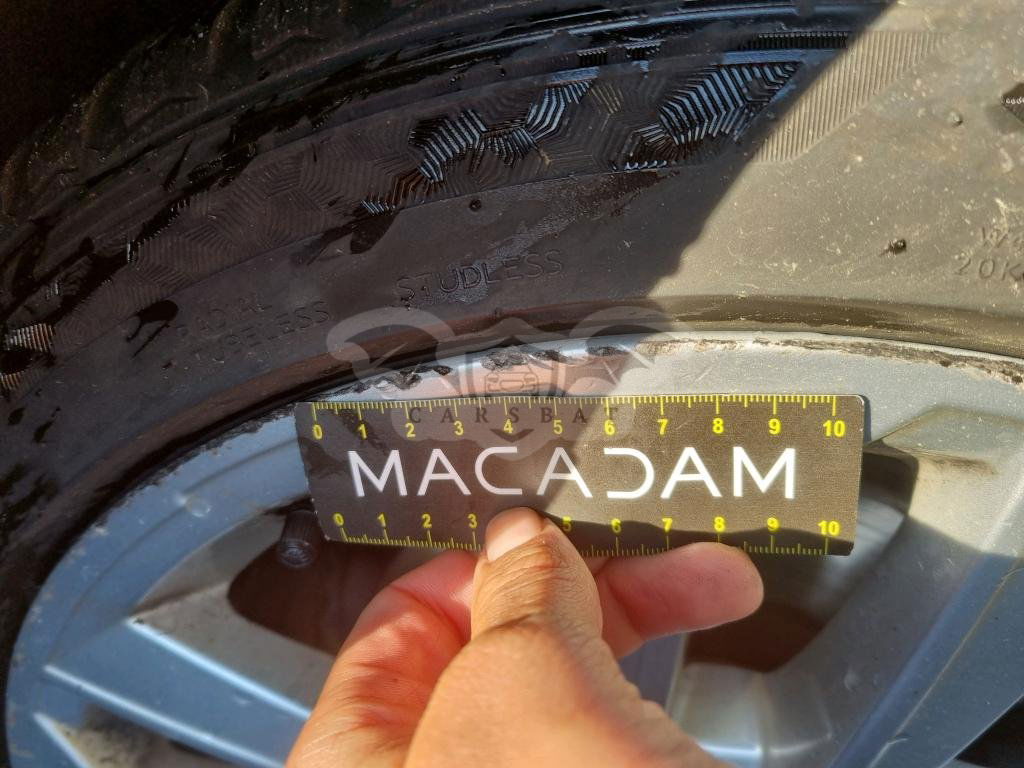 STUDLESS
RADIAL
TUBELESS
20K
CARSBAT
0 1 2 3 4 5 6 7 8 9 10
MACADAM
0 1 2 3 5 6 7 8 9 10